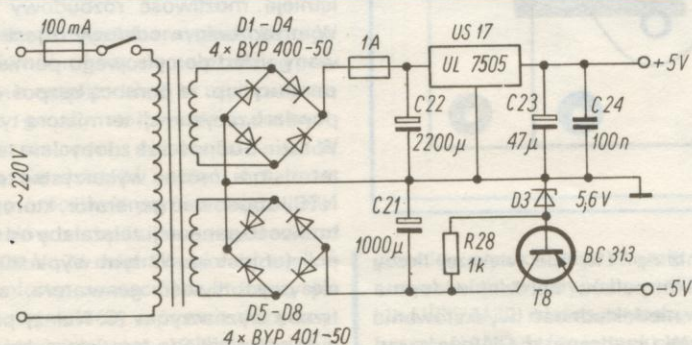 100mA
D1–D4
4× BYP 400-50
1A
US 17
UL 7505
+5V
C22
2200μ
C23
47μ
C24
100n
~ 220V
C21
1000μ
R28
1k
D3
5,6V
BC 313
T8
D5–D8
4× BYP 401-50
−5V